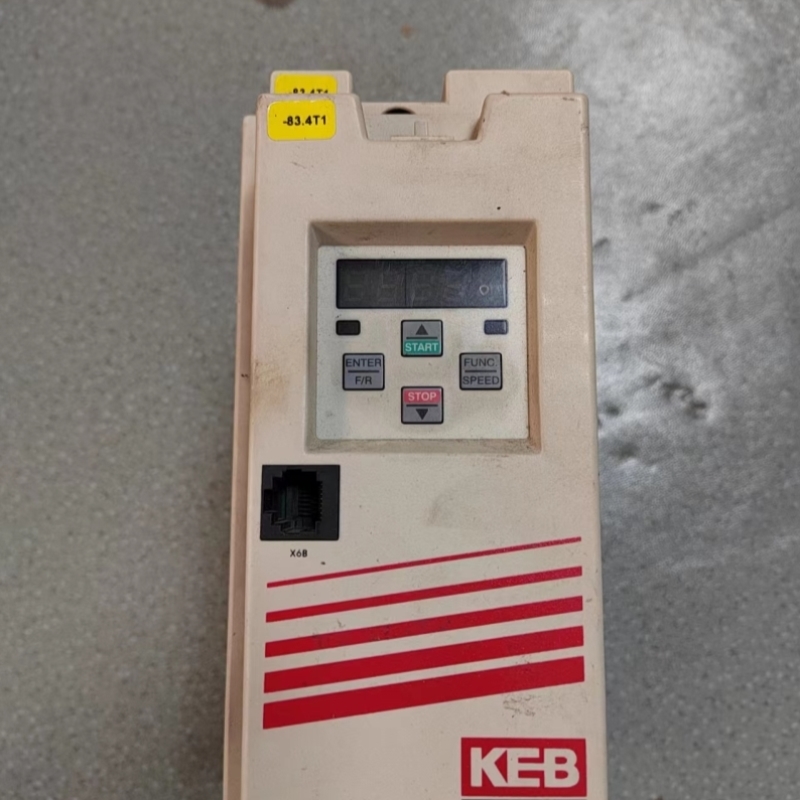 -83.4T1
-83.4T1
START
ENTER
F/R
FUNC.
SPEED
STOP
X6B
KEB